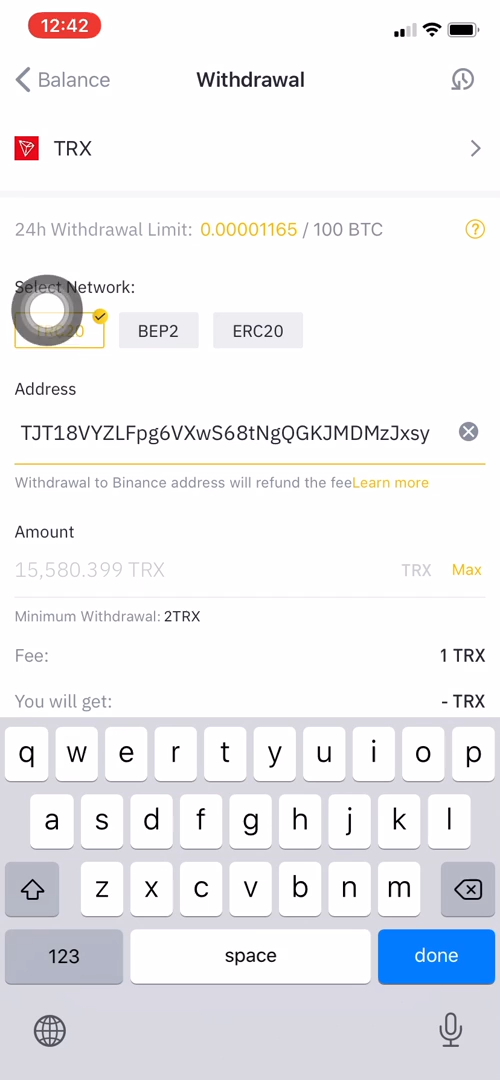 12:42
Balance
Withdrawal
TRX
24h Withdrawal Limit: 0.00001165 / 100 BTC
Select Network:
TRC20
BEP2
ERC20
Address
TJT18VYZLFpg6VXwS68tNgQGKJMDMzJxsy
Withdrawal to Binance address will refund the feeLearn more
Amount
15,580.399 TRX
TRX
Max
Minimum Withdrawal: 2TRX
Fee:
1 TRX
You will get:
- TRX
q w e r t y u i o p
a s d f g h j k l
z x c v b n m
123
space
done